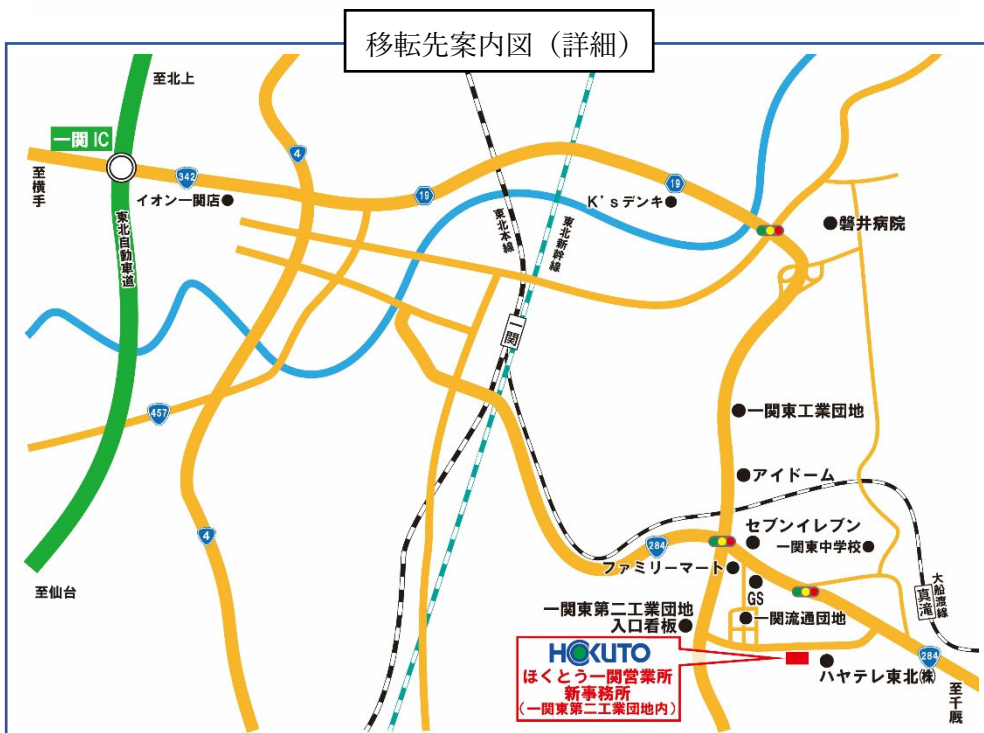 移転先案内図（詳細）
至北上
一関 IC
至横手
342
4
イオン一関店
19
東北自動車道
東北本線
東北新幹線
K'sデンキ
19
磐井病院
一関
457
一関東工業団地
アイドーム
4
284
セブンイレブン
一関東中学校
ファミリーマート
GS
至仙台
一関東第二工業団地
入口看板
一関流通団地
大船渡線
真滝
HOKUTO
ほくとう一関営業所
新事務所
（一関東第二工業団地内）
ハヤテレ東北㈱
284
至千厩